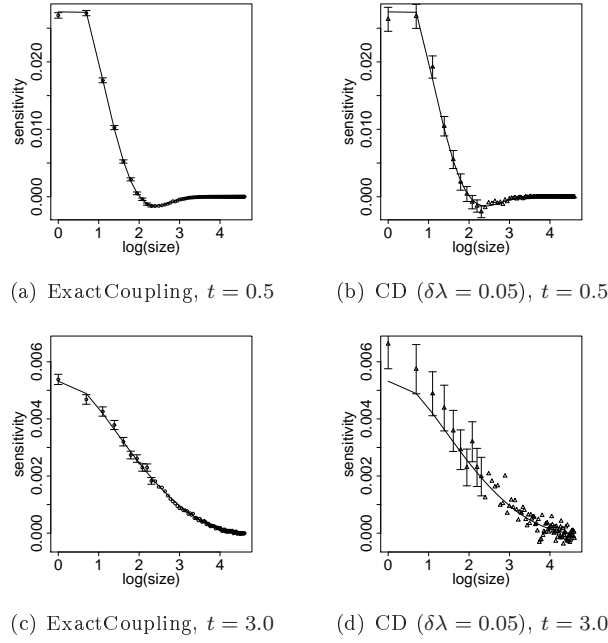 sensitivity
0.000
0.010
0.020
0 1 2 3 4
log(size)
(a) ExactCoupling, t = 0.5
sensitivity
0.000
0.010
0.020
0 1 2 3 4
log(size)
(b) CD (δλ = 0.05), t = 0.5
sensitivity
0.000
0.002
0.004
0.006
0 1 2 3 4
log(size)
(c) ExactCoupling, t = 3.0
sensitivity
0.000
0.002
0.004
0.006
0 1 2 3 4
log(size)
(d) CD (δλ = 0.05), t = 3.0